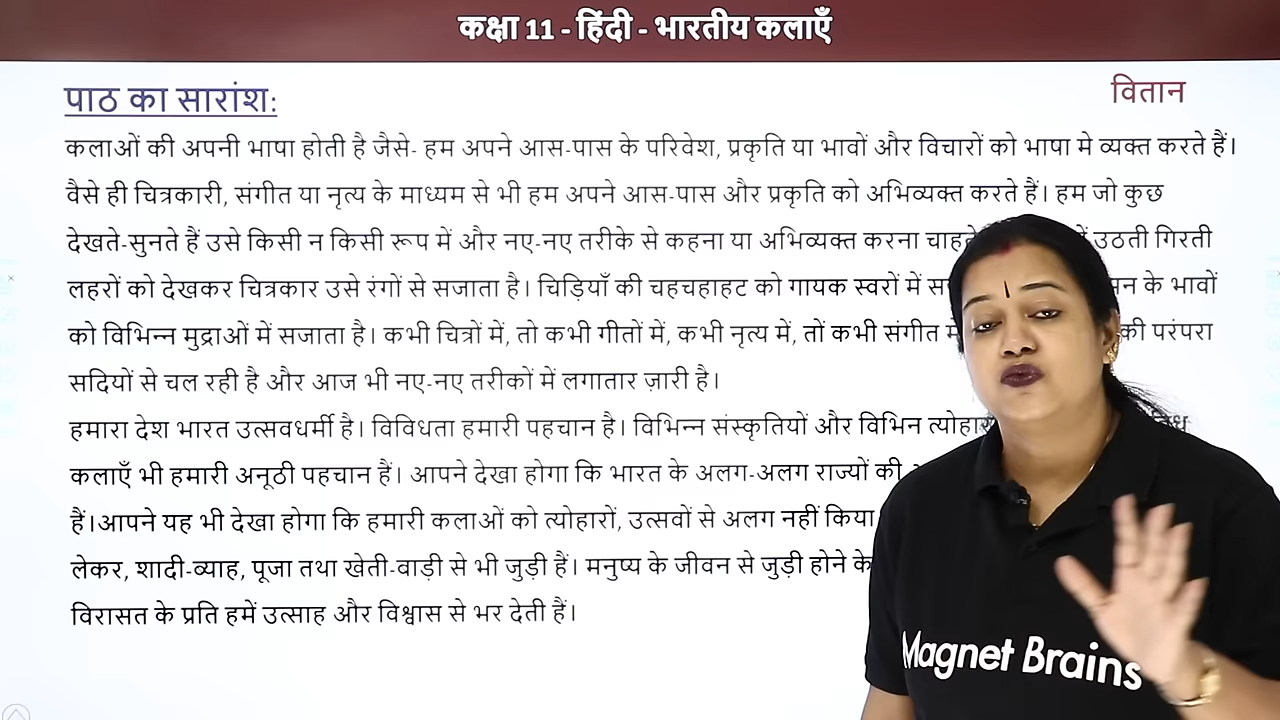 कक्षा 11 - हिंदी - भारतीय कलाएँ
पाठ का सारांश:
वितान
कलाओं की अपनी भाषा होती है जैसे- हम अपने आस-पास के परिवेश, प्रकृति या भावों और विचारों को भाषा मे व्यक्त करते हैं।
वैसे ही चित्रकारी, संगीत या नृत्य के माध्यम से भी हम अपने आस-पास और प्रकृति को अभिव्यक्त करते हैं। हम जो कुछ
देखते-सुनते हैं उसे किसी न किसी रूप में और नए-नए तरीके से कहना या अभिव्यक्त करना उठती गिरती
लहरों को देखकर चित्रकार उसे रंगों से सजाता है। चिड़ियाँ की चहचहाहट को गायक स्वरों में के भावों
को विभिन्न मुद्राओं में सजाता है। कभी चित्रों में, तो कभी गीतों में, कभी नृत्य में, तों कभी संगीत की परंपरा
सदियों से चल रही है और आज भी नए-नए तरीकों में लगातार ज़ारी है।
हमारा देश भारत उत्सवधर्मी है। विविधता हमारी पहचान है। विभिन्न संस्कृतियों और विभिन
कलाएँ भी हमारी अनूठी पहचान हैं। आपने देखा होगा कि भारत के अलग-अलग राज्यों की
हैं।आपने यह भी देखा होगा कि हमारी कलाओं को त्योहारों, उत्सवों से अलग नहीं किया
लेकर, शादी-व्याह, पूजा तथा खेती-वाड़ी से भी जुड़ी हैं। मनुष्य के जीवन से जुड़ी होने के
विरासत के प्रति हमें उत्साह और विश्वास से भर देती हैं।
Magnet Brains